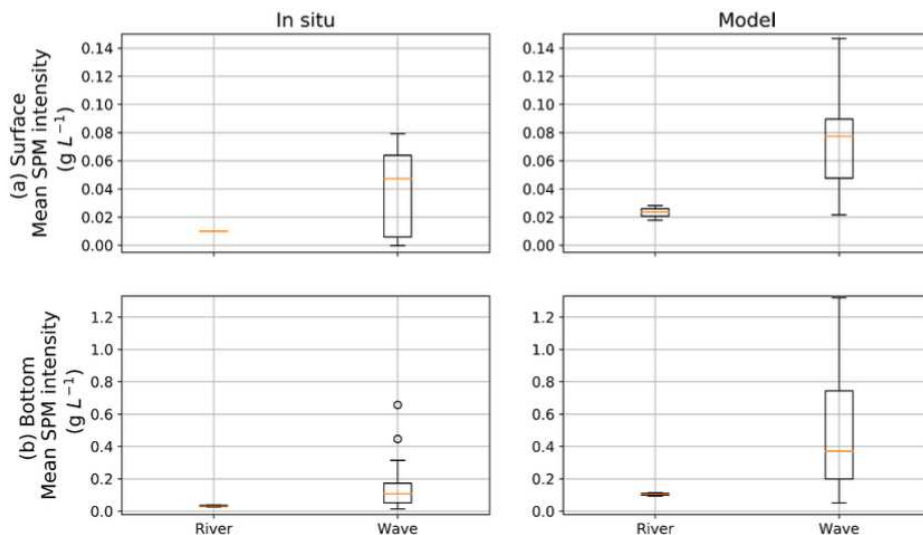 In situ
Model
(a) Surface
Mean SPM intensity
(g L⁻¹)
0.14
0.12
0.10
0.08
0.06
0.04
0.02
0.00
0.14
0.12
0.10
0.08
0.06
0.04
0.02
0.00
(b) Bottom
Mean SPM intensity
(g L⁻¹)
1.2
1.0
0.8
0.6
0.4
0.2
0.0
1.2
1.0
0.8
0.6
0.4
0.2
0.0
River
Wave
River
Wave